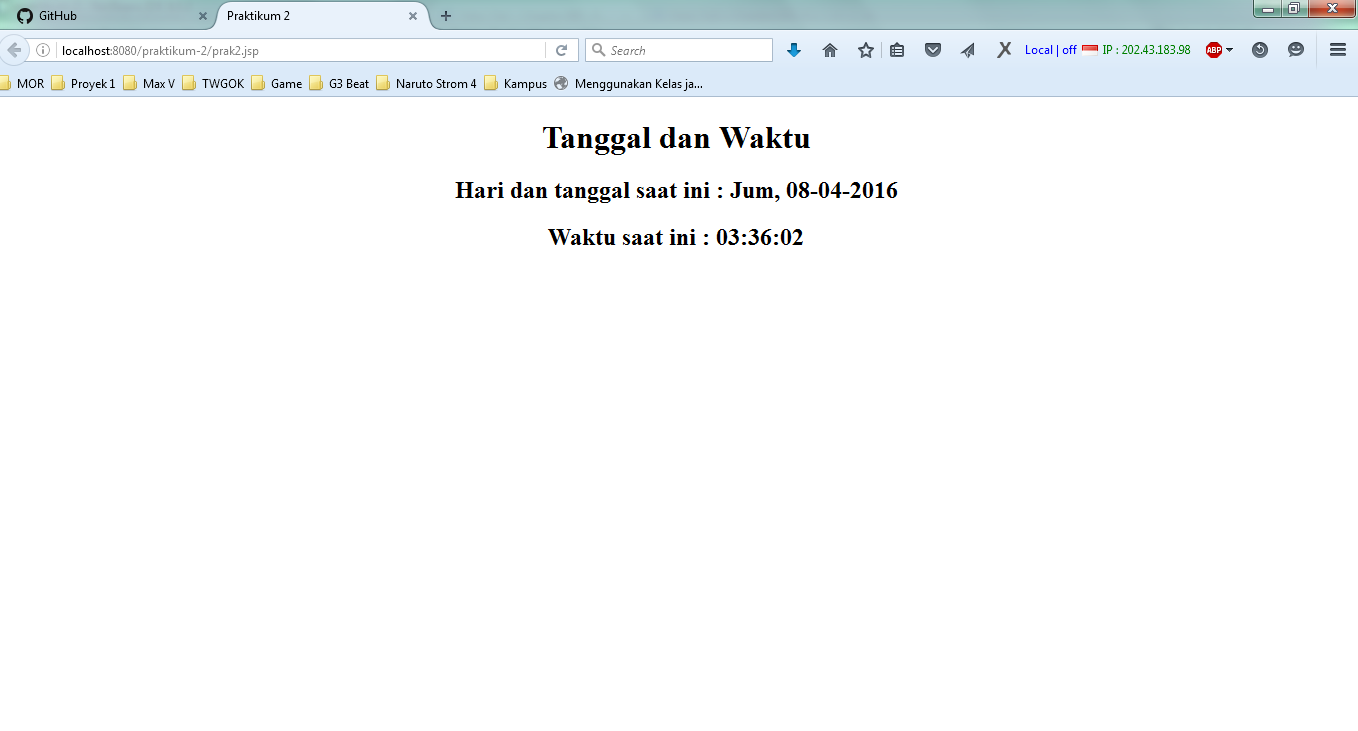 GitHub
Praktikum 2
localhost:8080/praktikum-2/prak2.jsp
Search
Local | off IP : 202.43.183.98
ABP
MOR Proyek 1 Max V TWGOK Game G3 Beat Naruto Strom 4 Kampus Menggunakan Kelas ja...
Tanggal dan Waktu
Hari dan tanggal saat ini : Jum, 08-04-2016
Waktu saat ini : 03:36:02